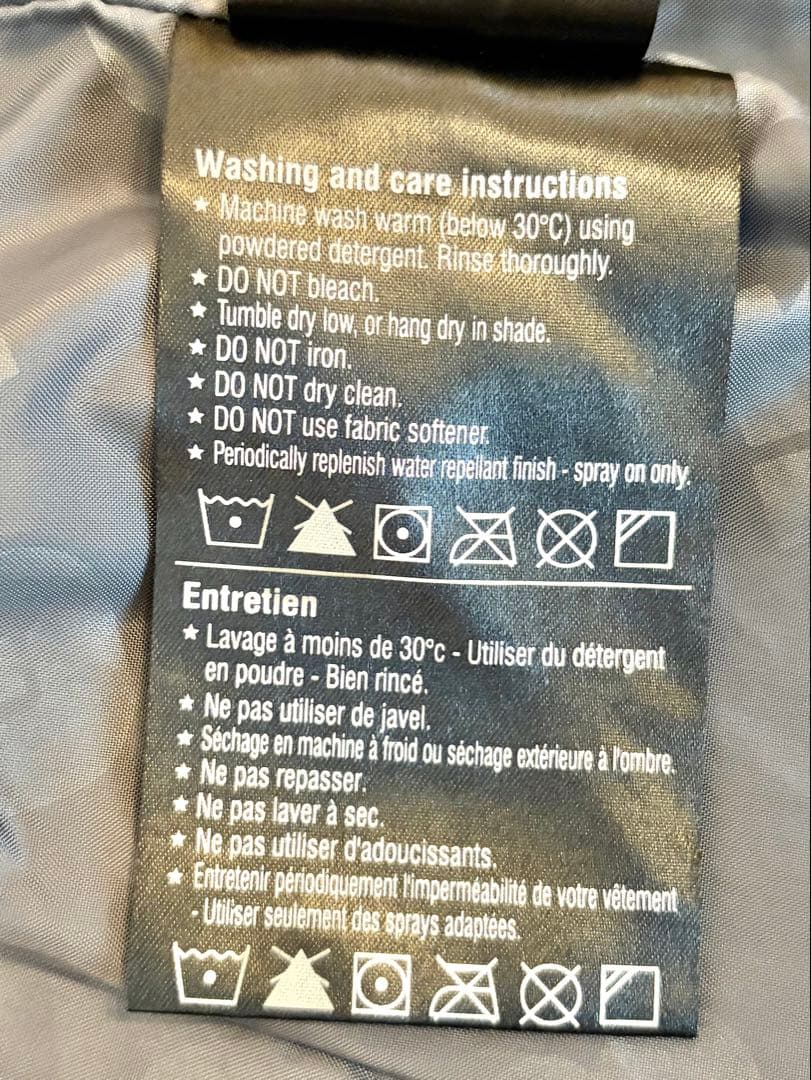 Washing and care instructions
★ Machine wash warm (below 30°C) using
powdered detergent. Rinse thoroughly.
★ DO NOT bleach.
★ Tumble dry low, or hang dry in shade.
★ DO NOT iron.
★ DO NOT dry clean.
★ DO NOT use fabric softener.
★ Periodically replenish water repellant finish - spray on only.
Entretien
★ Lavage à moins de 30°c - Utiliser du détergent
en poudre - Bien rincé.
★ Ne pas utiliser de javel.
★ Séchage en machine à froid ou séchage extérieure à l'ombre.
★ Ne pas repasser.
★ Ne pas laver à sec.
★ Ne pas utiliser d'adoucissants.
★ Entretenir périodiquement l'imperméabilité de votre vêtement
- Utiliser seulement des sprays adaptées.